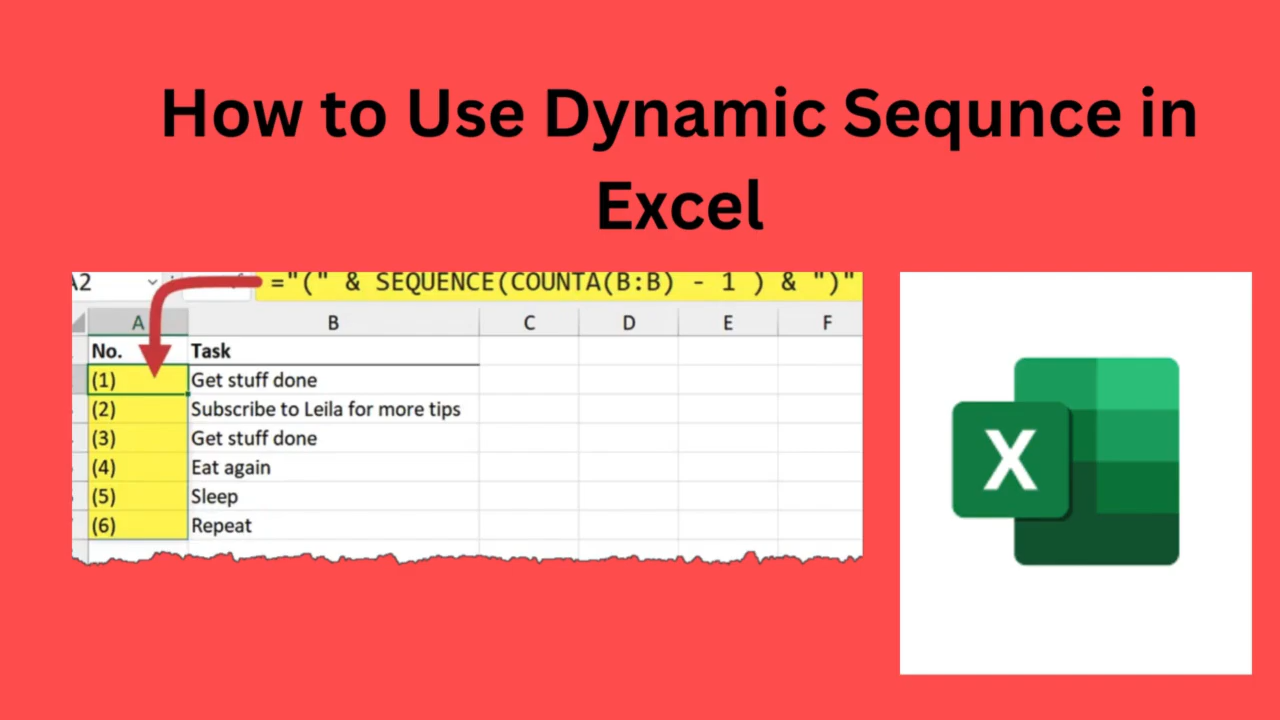 How to Use Dynamic Sequnce in
Excel
A2 ="(" & SEQUENCE(COUNTA(B:B) - 1 ) & ")"
A B C D E F
No. Task
(1) Get stuff done
(2) Subscribe to Leila for more tips
(3) Get stuff done
(4) Eat again
(5) Sleep
(6) Repeat
X